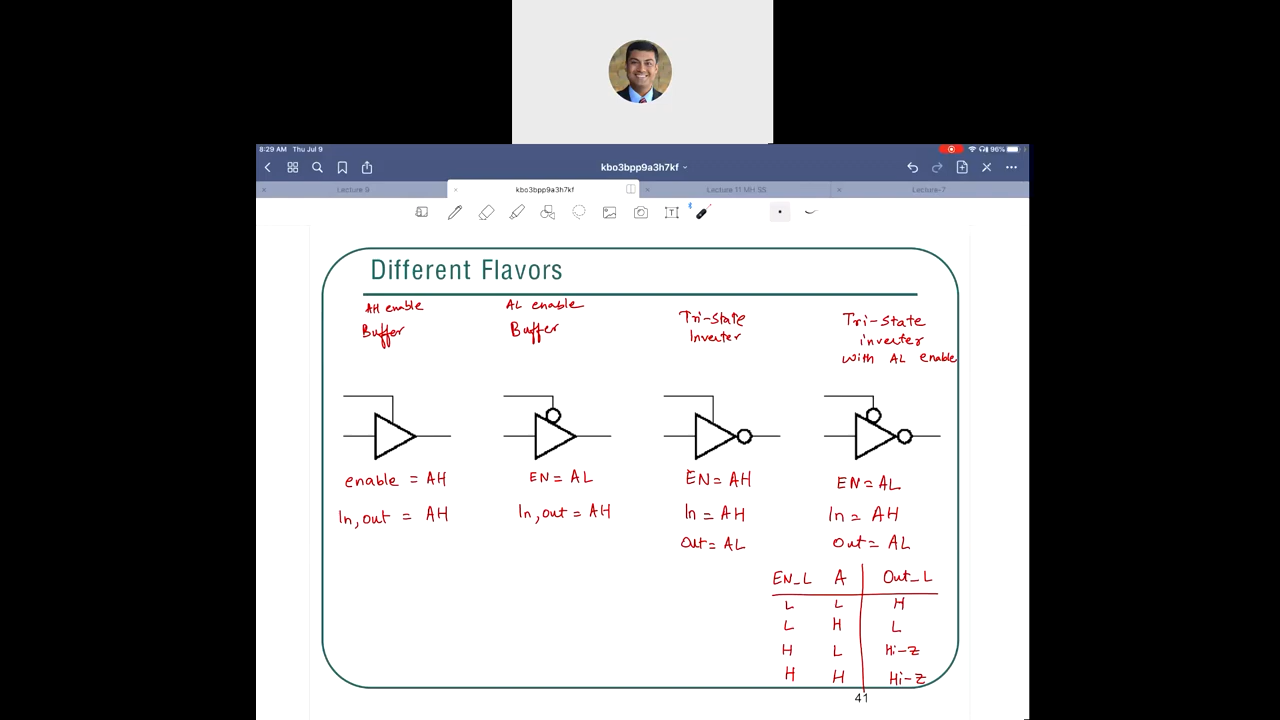 8:29 AM Thu Jul 9
96%
kbo3bpp9a3h7kf
Lecture 9
kbo3bpp9a3h7kf
Lecture 11 MH SS
Lecture-7
Different Flavors
AH enable
Buffer
AL enable
Buffer
Tri-state
Inverter
Tri-state
inverter
with AL enable
enable = AH
In, out = AH
EN = AL
In, out = AH
EN = AH
In = AH
Out = AL
EN = AL
In = AH
Out = AL
EN_L A Out_L
L L H
L H L
H L Hi-Z
H H Hi-Z
41